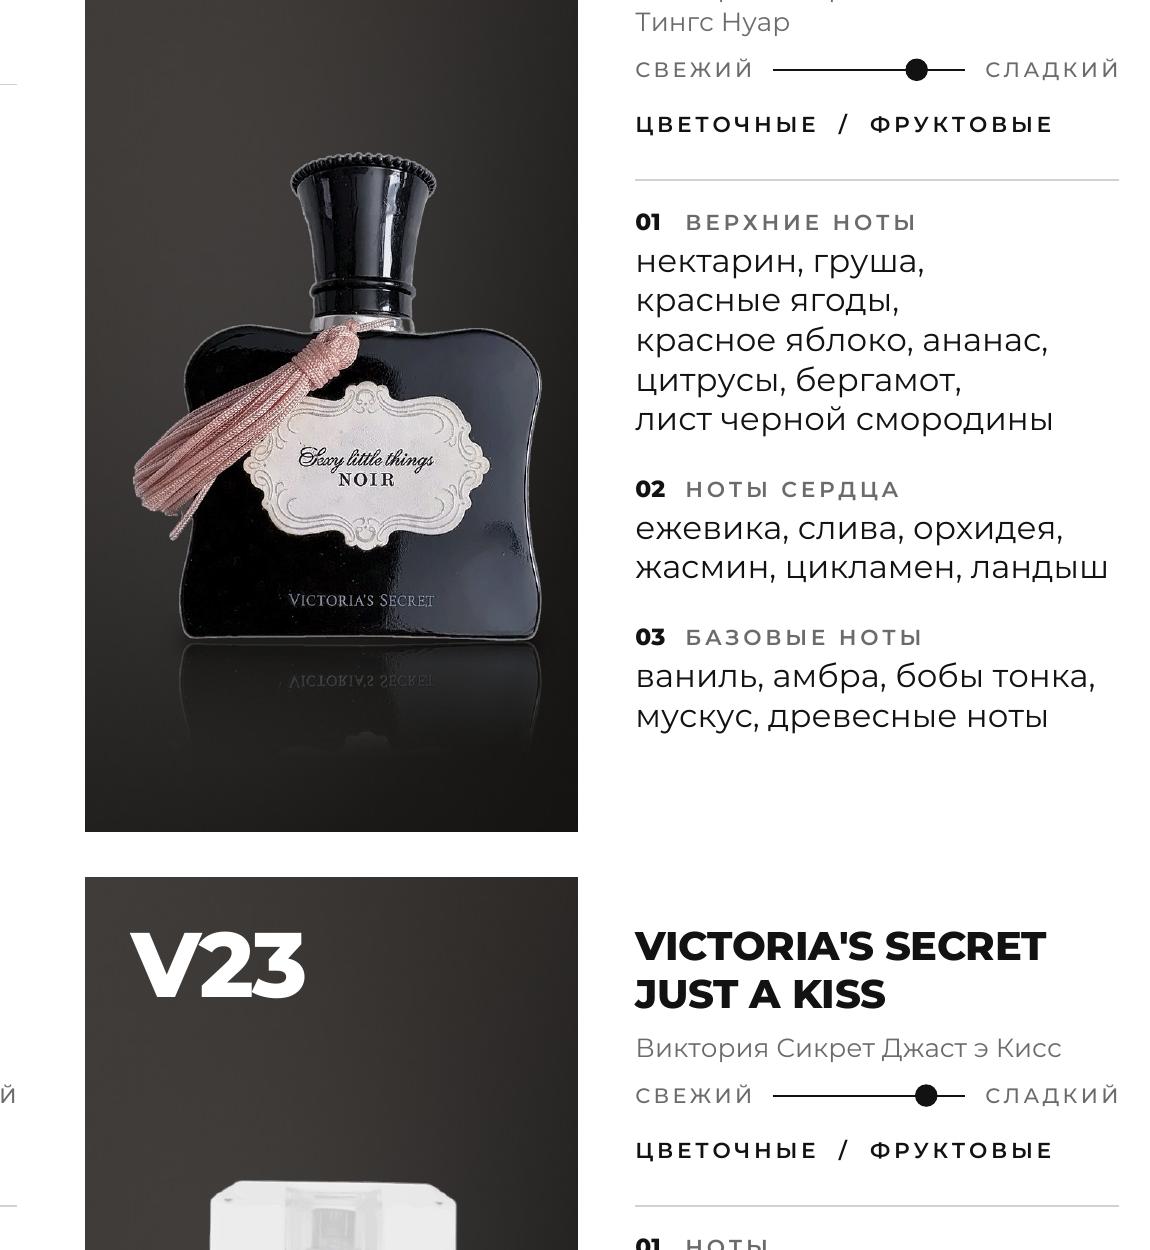 Тингс Нуар
СВЕЖИЙ СЛАДКИЙ
ЦВЕТОЧНЫЕ / ФРУКТОВЫЕ
01 ВЕРХНИЕ НОТЫ
нектарин, груша,
красные ягоды,
красное яблоко, ананас,
цитрусы, бергамот,
лист черной смородины
02 НОТЫ СЕРДЦА
ежевика, слива, орхидея,
жасмин, цикламен, ландыш
03 БАЗОВЫЕ НОТЫ
ваниль, амбра, бобы тонка,
мускус, древесные ноты
Sexy little things
NOIR
VICTORIA'S SECRET
V23
VICTORIA'S SECRET
JUST A KISS
Виктория Сикрет Джаст э Кисс
СВЕЖИЙ СЛАДКИЙ
ЦВЕТОЧНЫЕ / ФРУКТОВЫЕ
01 НОТЫ
Й